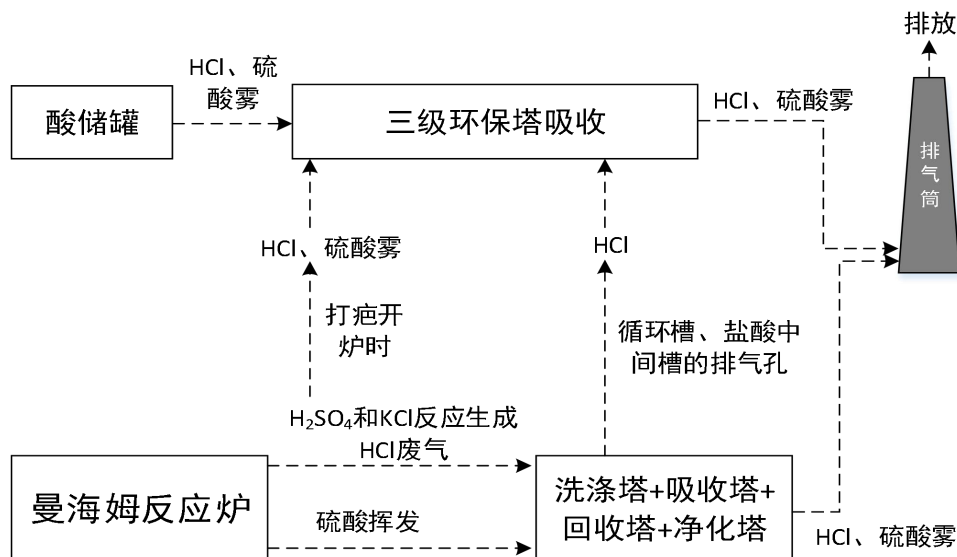 排放
HCl、硫
酸雾
HCl、硫酸雾
酸储罐
三级环保塔吸收
排
气
筒
HCl、硫酸雾
HCl
打疤开
炉时
循环槽、盐酸中
间槽的排气孔
H₂SO₄和KCl反应生成
HCl废气
曼海姆反应炉
硫酸挥发
洗涤塔+吸收塔+
回收塔+净化塔
HCl、硫酸雾